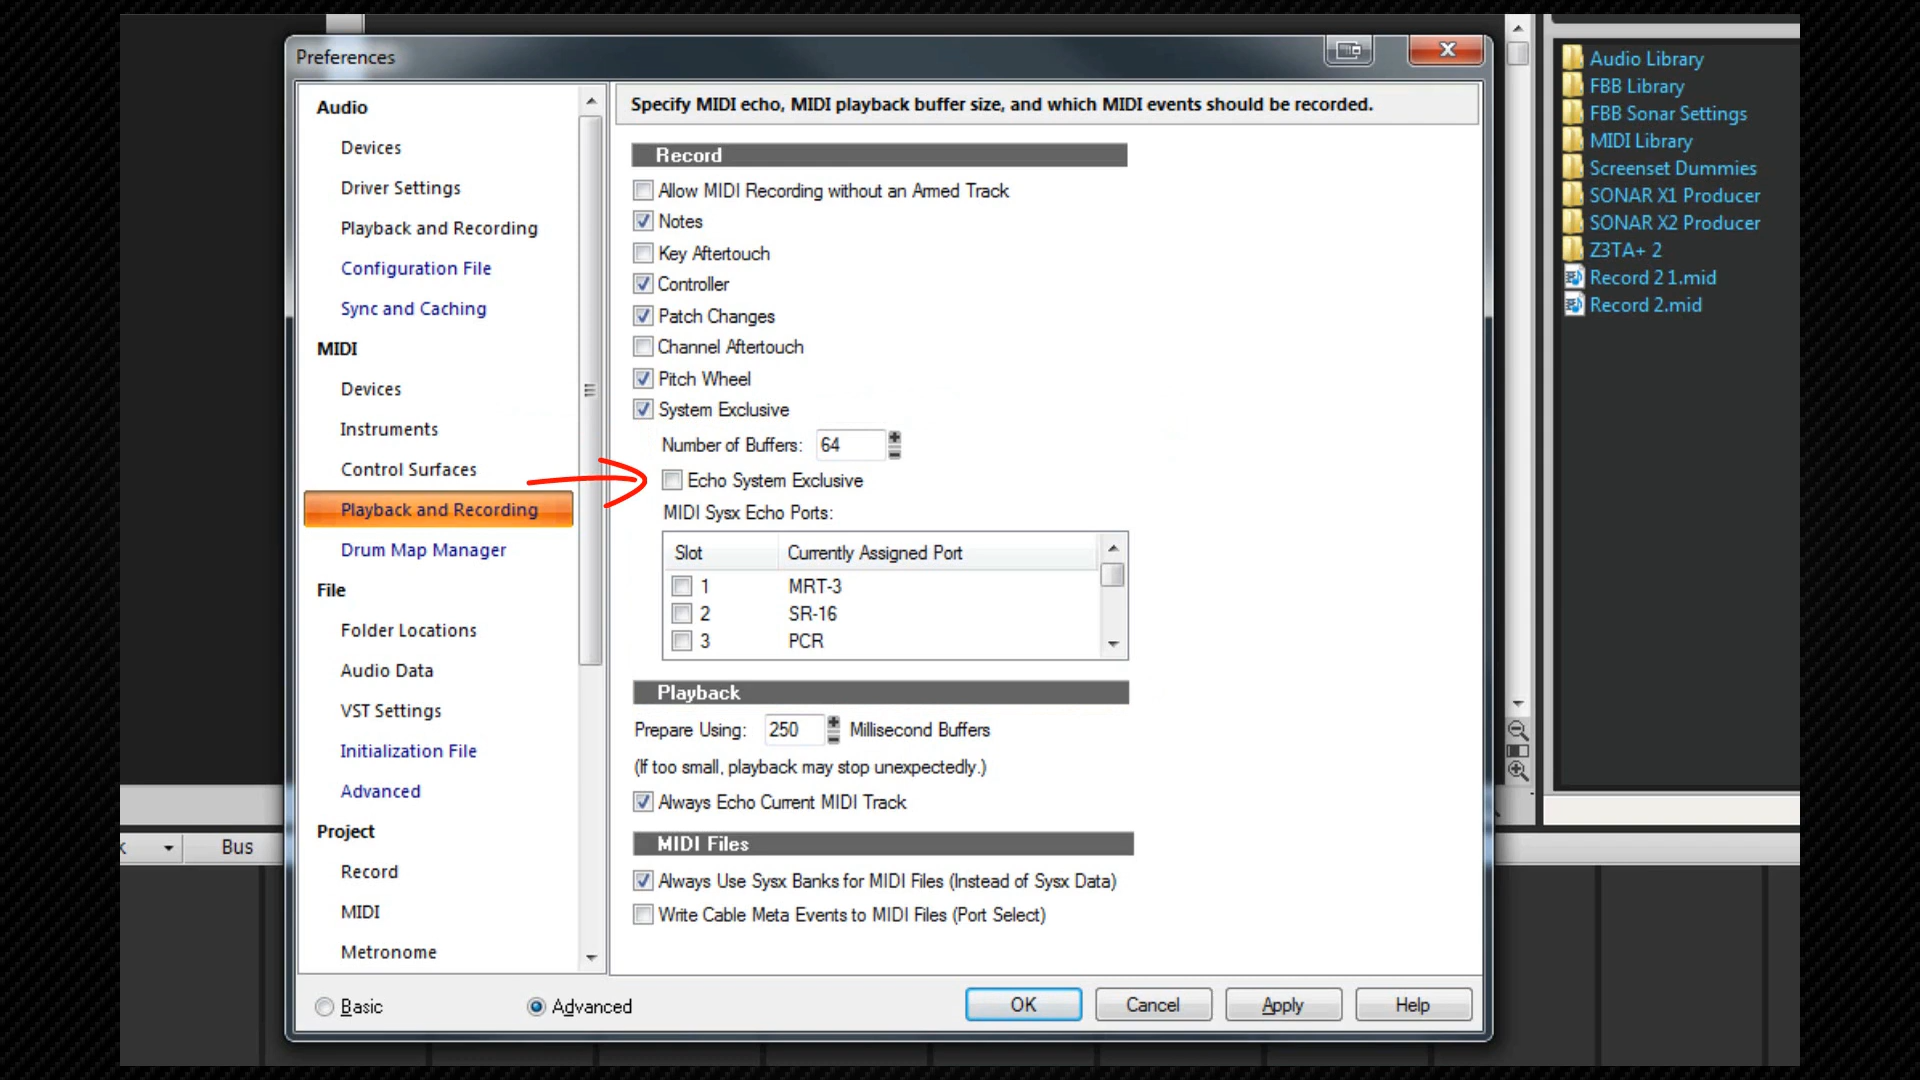 Preferences
Audio
Devices
Driver Settings
Playback and Recording
Configuration File
Sync and Caching
MIDI
Devices
Instruments
Control Surfaces
Playback and Recording
Drum Map Manager
File
Folder Locations
Audio Data
VST Settings
Initialization File
Advanced
Project
Record
MIDI
Metronome
Basic
Advanced
Specify MIDI echo, MIDI playback buffer size, and which MIDI events should be recorded.
Record
Allow MIDI Recording without an Armed Track
Notes
Key Aftertouch
Controller
Patch Changes
Channel Aftertouch
Pitch Wheel
System Exclusive
Number of Buffers: 64
Echo System Exclusive
MIDI Sysx Echo Ports:
Slot Currently Assigned Port
1 MRT-3
2 SR-16
3 PCR
Playback
Prepare Using: 250 Millisecond Buffers
(If too small, playback may stop unexpectedly.)
Always Echo Current MIDI Track
MIDI Files
Always Use Sysx Banks for MIDI Files (Instead of Sysx Data)
Write Cable Meta Events to MIDI Files (Port Select)
OK Cancel Apply Help
Audio Library
FBB Library
FBB Sonar Settings
MIDI Library
Screenset Dummies
SONAR X1 Producer
SONAR X2 Producer
Z3TA+ 2
Record 2 1.mid
Record 2.mid
Bus